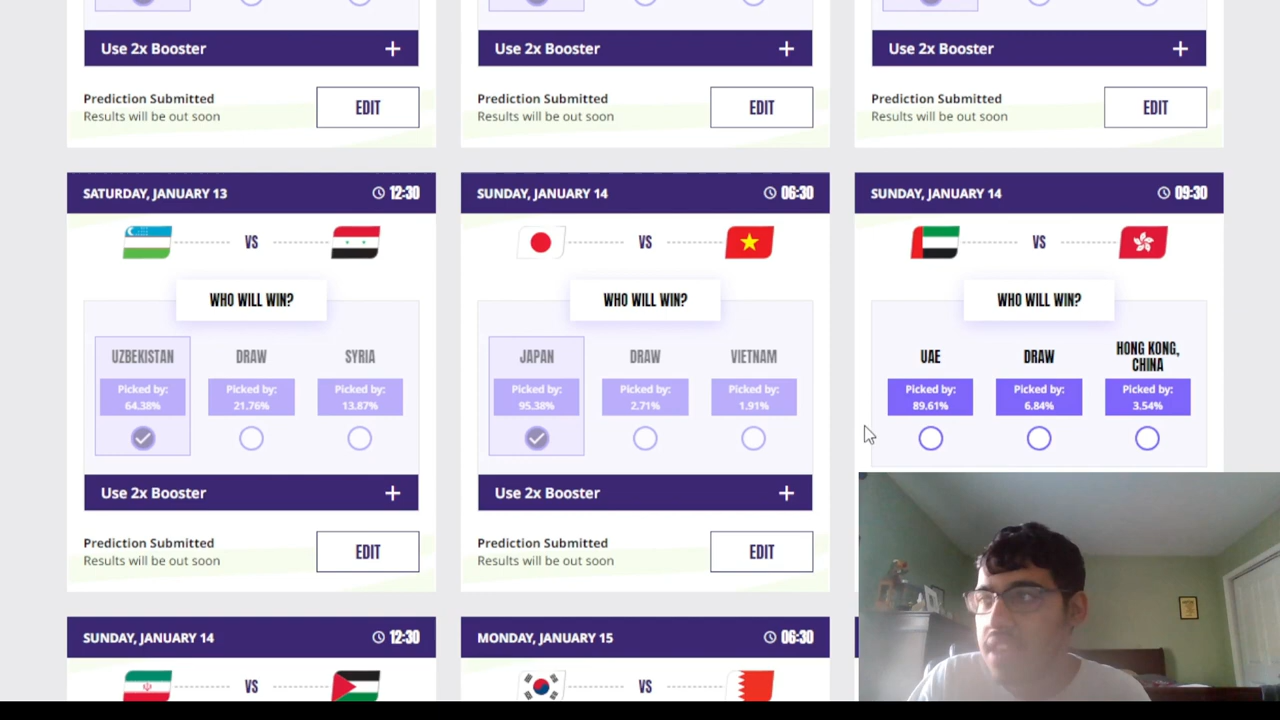 Use 2x Booster +
Prediction Submitted
Results will be out soon
EDIT
Use 2x Booster +
Prediction Submitted
Results will be out soon
EDIT
Use 2x Booster +
Prediction Submitted
Results will be out soon
EDIT
SATURDAY, JANUARY 13 12:30
VS
WHO WILL WIN?
UZBEKISTAN DRAW SYRIA
Picked by: Picked by: Picked by:
64.38% 21.76% 13.87%
Use 2x Booster +
Prediction Submitted
Results will be out soon
EDIT
SUNDAY, JANUARY 14 06:30
VS
WHO WILL WIN?
JAPAN DRAW VIETNAM
Picked by: Picked by: Picked by:
95.38% 2.71% 1.91%
Use 2x Booster +
Prediction Submitted
Results will be out soon
EDIT
SUNDAY, JANUARY 14 09:30
VS
WHO WILL WIN?
UAE DRAW HONG KONG,
CHINA
Picked by: Picked by: Picked by:
89.61% 6.84% 3.54%
SUNDAY, JANUARY 14 12:30
VS
MONDAY, JANUARY 15 06:30
VS